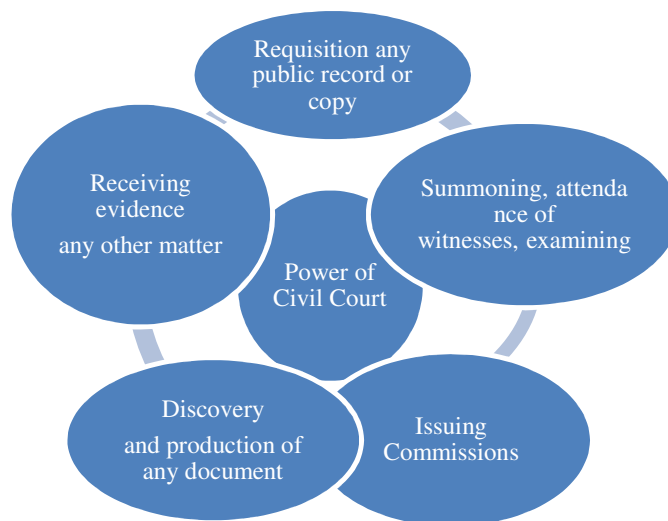 Requisition any
public record or
copy
Summoning, attenda
nce of
witnesses, examining
Issuing
Commissions
Discovery
and production of
any document
Receiving
evidence
any other matter
Power of
Civil Court